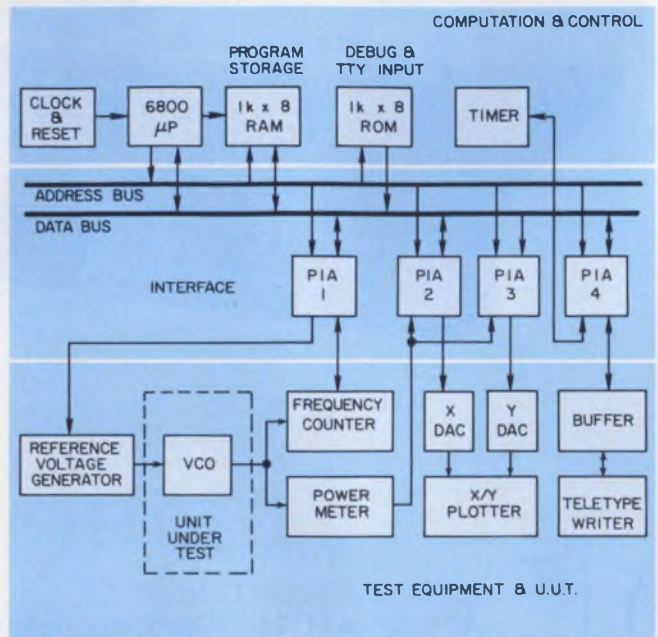 COMPUTATION & CONTROL
PROGRAM
STORAGE
DEBUG &
TTY INPUT
CLOCK
&
RESET
6800
μP
1k x 8
RAM
1k x 8
ROM
TIMER
ADDRESS BUS
DATA BUS
INTERFACE
PIA
1
PIA
2
PIA
3
PIA
4
REFERENCE
VOLTAGE
GENERATOR
VCO
UNIT
UNDER
TEST
FREQUENCY
COUNTER
POWER
METER
X
DAC
Y
DAC
X/Y
PLOTTER
BUFFER
TELETYPE
WRITER
TEST EQUIPMENT & U.U.T.